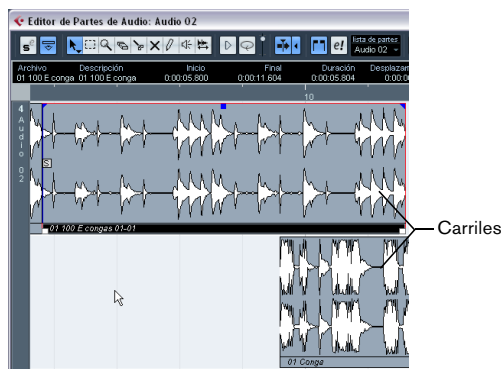 Editor de Partes de Audio: Audio 02
lista de partes
Audio 02
Archivo Descripción Inicio Final Duración Desplazam
01 100 E conga 01 100 E conga 0:00:05.800 0:00:11.604 0:00:05.804 0:00:0
10
4
Audio 02
S
01 100 E congas 01-01
Carriles
01 Conga